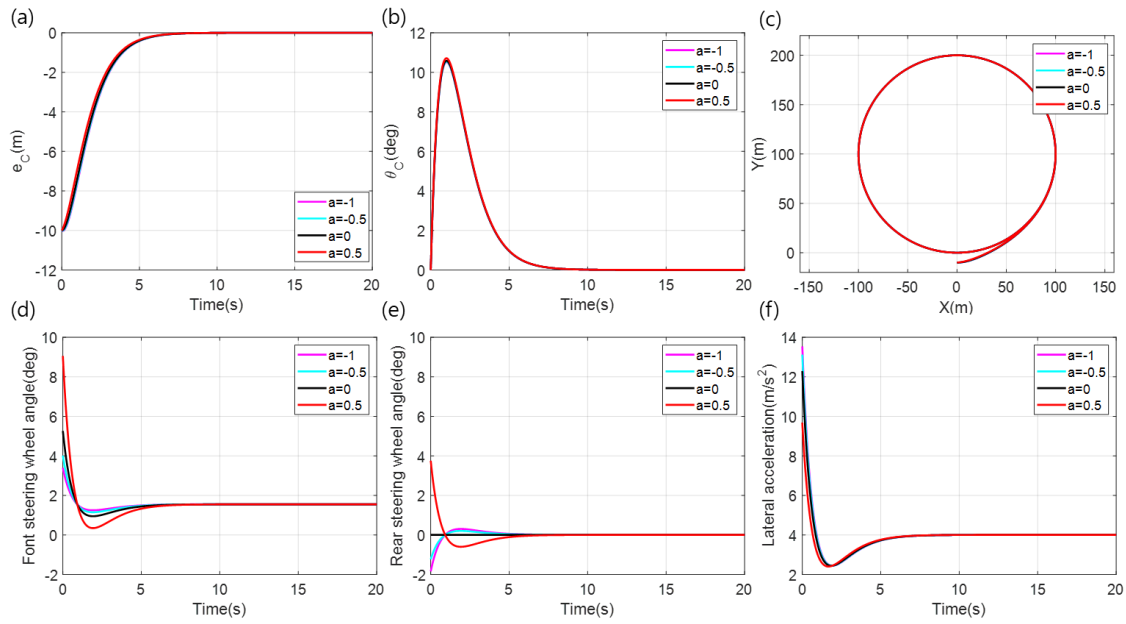 (a)
0
-2
-4
-6
-8
-10
-12
e_C(m)
a=-1
a=-0.5
a=0
a=0.5
0 5 10 15 20
Time(s)
(b)
12
10
8
6
4
2
0
θ_C(deg)
a=-1
a=-0.5
a=0
a=0.5
0 5 10 15 20
Time(s)
(c)
200
150
100
50
0
Y(m)
a=-1
a=-0.5
a=0
a=0.5
-150 -100 -50 0 50 100 150
X(m)
(d)
10
8
6
4
2
0
-2
Font steering wheel angle(deg)
a=-1
a=-0.5
a=0
a=0.5
0 5 10 15 20
Time(s)
(e)
10
8
6
4
2
0
-2
Rear steering wheel angle(deg)
a=-1
a=-0.5
a=0
a=0.5
0 5 10 15 20
Time(s)
(f)
14
12
10
8
6
4
2
Lateral acceleration(m/s²)
a=-1
a=-0.5
a=0
a=0.5
0 5 10 15 20
Time(s)